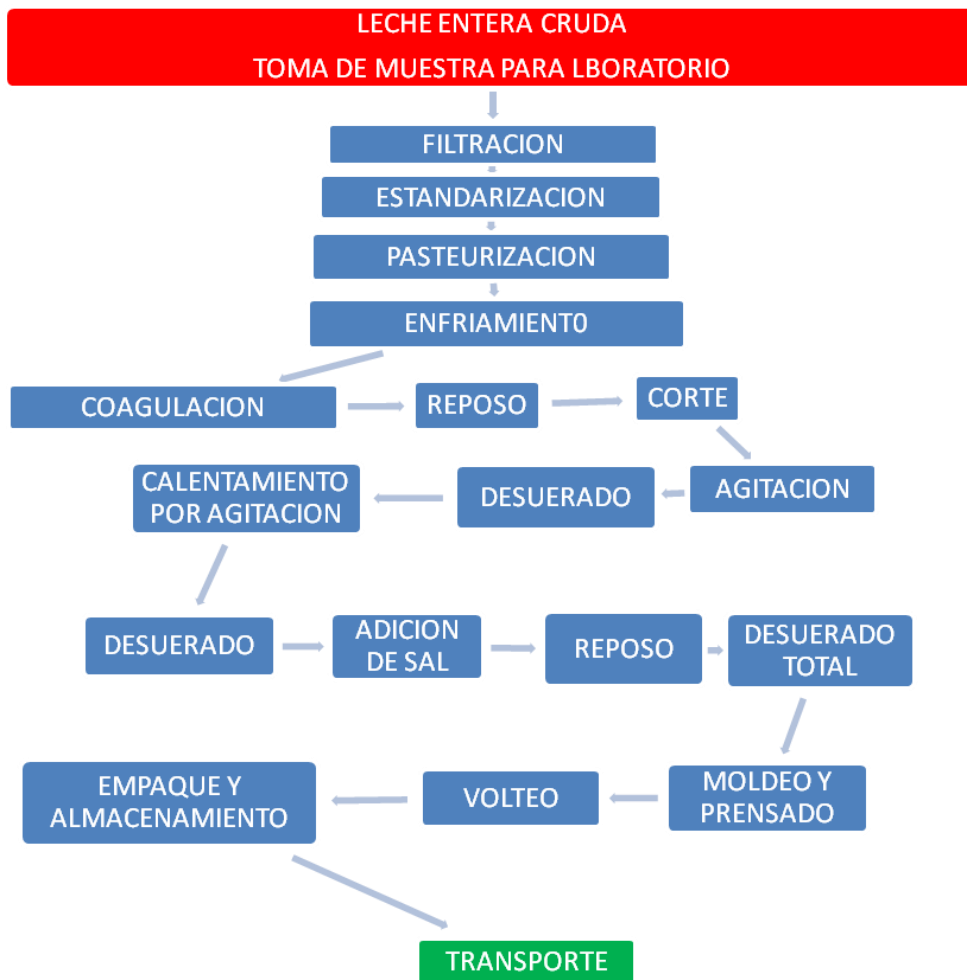 LECHE ENTERA CRUDA
TOMA DE MUESTRA PARA LBORATORIO
FILTRACION
ESTANDARIZACION
PASTEURIZACION
ENFRIAMIENT0
COAGULACION
REPOSO
CORTE
AGITACION
DESUERADO
CALENTAMIENTO
POR AGITACION
DESUERADO
ADICION
DE SAL
REPOSO
DESUERADO
TOTAL
MOLDEO Y
PRENSADO
VOLTEO
EMPAQUE Y
ALMACENAMIENTO
TRANSPORTE